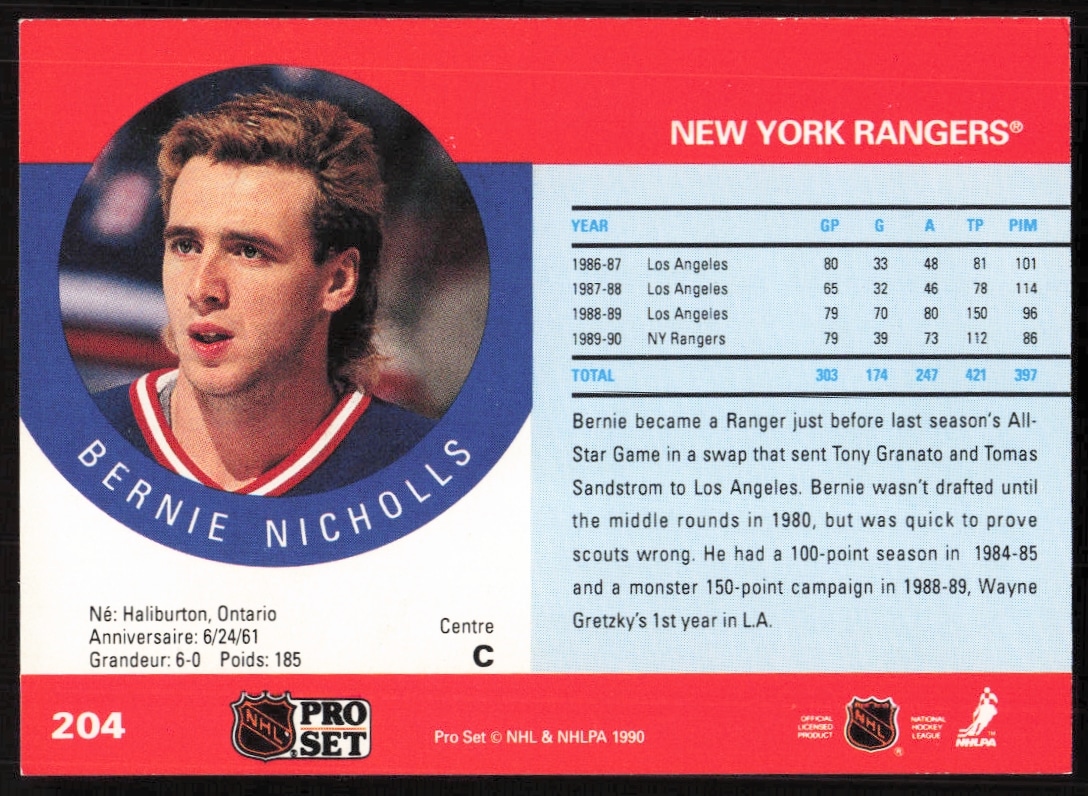 NEW YORK RANGERS®
YEAR GP G A TP PIM
1986-87 Los Angeles 80 33 48 81 101
1987-88 Los Angeles 65 32 46 78 114
1988-89 Los Angeles 79 70 80 150 96
1989-90 NY Rangers 79 39 73 112 86
TOTAL 303 174 247 421 397
Bernie became a Ranger just before last season's All-
Star Game in a swap that sent Tony Granato and Tomas
Sandstrom to Los Angeles. Bernie wasn't drafted until
the middle rounds in 1980, but was quick to prove
scouts wrong. He had a 100-point season in 1984-85
and a monster 150-point campaign in 1988-89, Wayne
Gretzky's 1st year in L.A.
BERNIE NICHOLLS
Né: Haliburton, Ontario
Anniversaire: 6/24/61
Grandeur: 6-0 Poids: 185
Centre
C
204
NHL
®
PRO
SET
Pro Set © NHL & NHLPA 1990
OFFICIAL
LICENSED
PRODUCT
NHL
®
NATIONAL
HOCKEY
LEAGUE
™
NHLPA